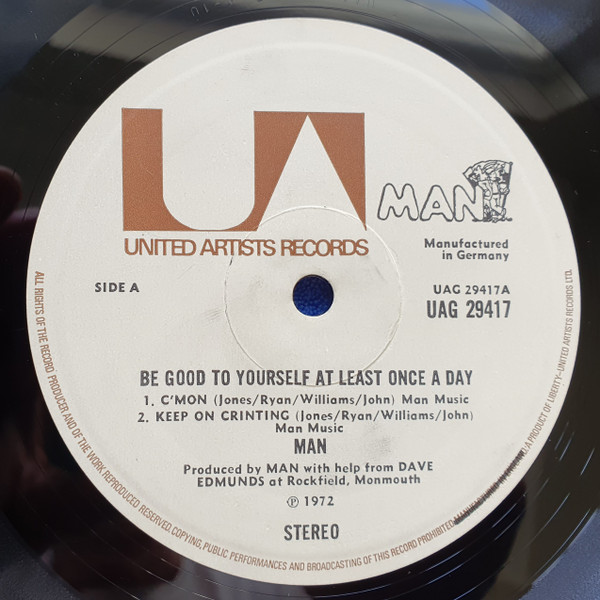 UA
MAN
UNITED ARTISTS RECORDS
Manufactured
in Germany
SIDE A
UAG 29417A
UAG 29417
BE GOOD TO YOURSELF AT LEAST ONCE A DAY
1. C'MON (Jones/Ryan/Williams/John) Man Music
2. KEEP ON CRINTING (Jones/Ryan/Williams/John)
Man Music
MAN
Produced by MAN with help from DAVE
EDMUNDS at Rockfield, Monmouth
℗ 1972
STEREO
ALL RIGHTS OF THE RECORD PRODUCER AND OF THE WORK REPRODUCED RESERVED. COPYING, PUBLIC PERFORMANCES AND BROADCASTING OF THIS RECORD PROHIBITED. MANUFACTURED A PRODUCT OF LIBERTY-UNITED ARTISTS RECORDS LTD.